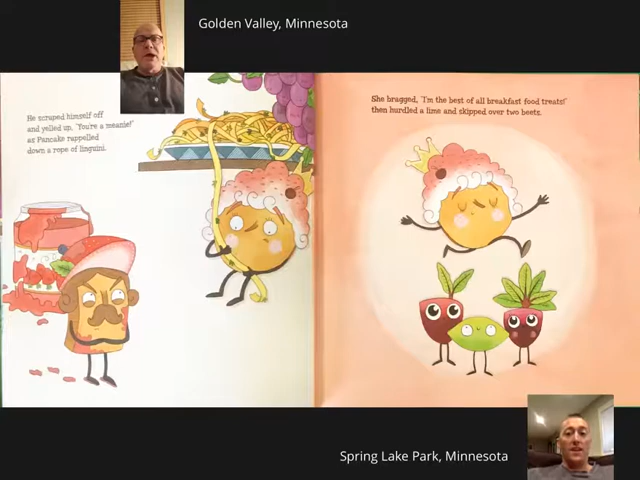 Golden Valley, Minnesota
He scraped himself off
and yelled up, "You're a meanie!"
as Pancake rappelled
down a rope of linguini.
She bragged, "I'm the best of all breakfast food treats!"
then hurdled a lime and skipped over two beets.
Spring Lake Park, Minnesota